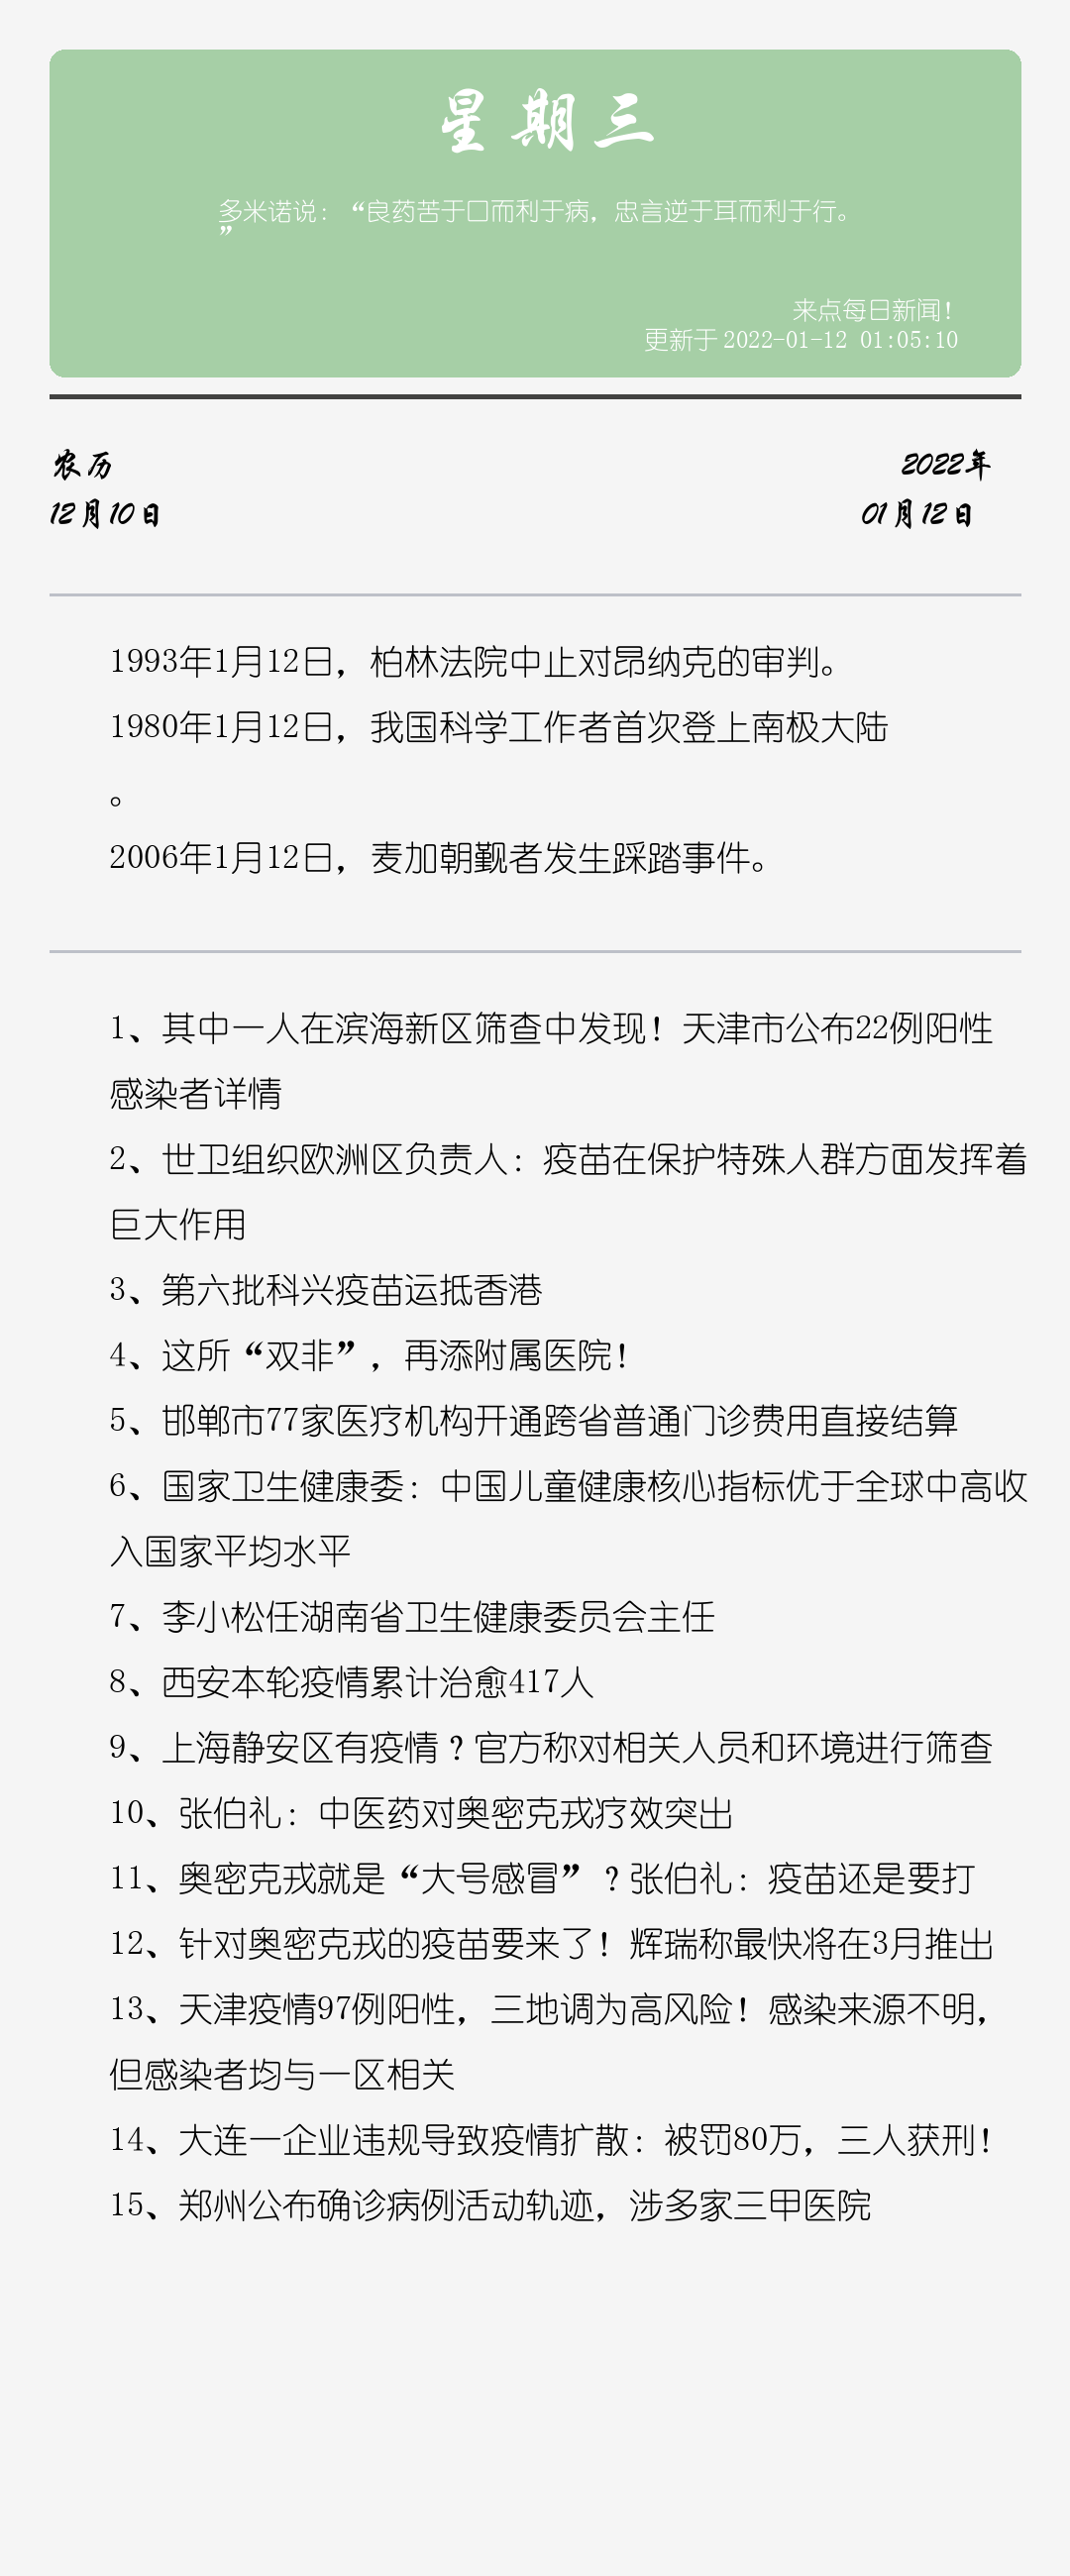 星期三
多米诺说：“良药苦于口而利于病，忠言逆于耳而利于行。
”
来点每日新闻！
更新于 2022-01-12 01:05:10
农历
2022年
12月10日
01月12日
1993年1月12日，柏林法院中止对昂纳克的审判。
1980年1月12日，我国科学工作者首次登上南极大陆
。
2006年1月12日，麦加朝觐者发生踩踏事件。
1、其中一人在滨海新区筛查中发现！天津市公布22例阳性
感染者详情
2、世卫组织欧洲区负责人：疫苗在保护特殊人群方面发挥着
巨大作用
3、第六批科兴疫苗运抵香港
4、这所“双非”，再添附属医院！
5、邯郸市77家医疗机构开通跨省普通门诊费用直接结算
6、国家卫生健康委：中国儿童健康核心指标优于全球中高收
入国家平均水平
7、李小松任湖南省卫生健康委员会主任
8、西安本轮疫情累计治愈417人
9、上海静安区有疫情？官方称对相关人员和环境进行筛查
10、张伯礼：中医药对奥密克戎疗效突出
11、奥密克戎就是“大号感冒”？张伯礼：疫苗还是要打
12、针对奥密克戎的疫苗要来了！辉瑞称最快将在3月推出
13、天津疫情97例阳性，三地调为高风险！感染来源不明，
但感染者均与一区相关
14、大连一企业违规导致疫情扩散：被罚80万，三人获刑！
15、郑州公布确诊病例活动轨迹，涉多家三甲医院